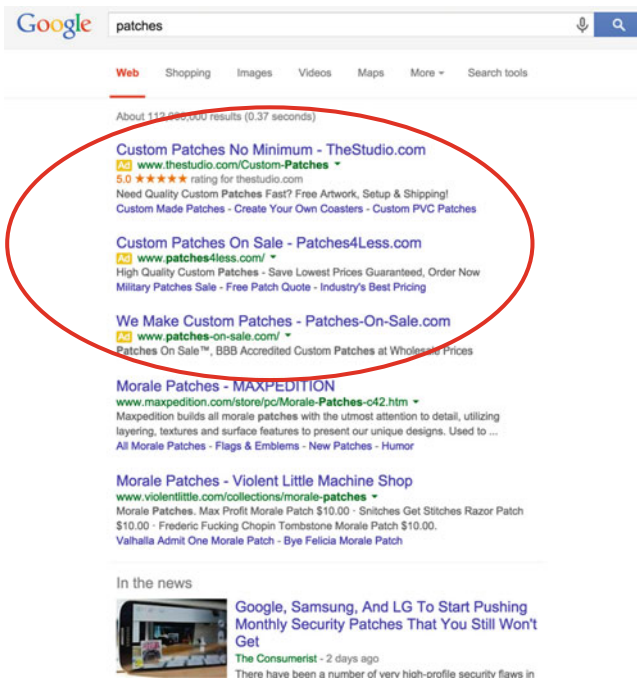 Google patches
Web Shopping Images Videos Maps More Search tools
About 112,000,000 results (0.37 seconds)
Custom Patches No Minimum - TheStudio.com
Ad www.thestudio.com/Custom-Patches
5.0 ★★★★★ rating for thestudio.com
Need Quality Custom Patches Fast? Free Artwork, Setup & Shipping!
Custom Made Patches - Create Your Own Coasters - Custom PVC Patches
Custom Patches On Sale - Patches4Less.com
Ad www.patches4less.com/
High Quality Custom Patches - Save Lowest Prices Guaranteed, Order Now
Military Patches Sale - Free Patch Quote - Industry's Best Pricing
We Make Custom Patches - Patches-On-Sale.com
Ad www.patches-on-sale.com/
Patches On Sale™, BBB Accredited Custom Patches at Wholesale Prices
Morale Patches - MAXPEDITION
www.maxpedition.com/store/pc/Morale-Patches-c42.htm
Maxpedition builds all morale patches with the utmost attention to detail, utilizing
layering, textures and surface features to present our unique designs. Used to ...
All Morale Patches - Flags & Emblems - New Patches - Humor
Morale Patches - Violent Little Machine Shop
www.violentlittle.com/collections/morale-patches
Morale Patches. Max Profit Morale Patch $10.00 · Snitches Get Stitches Razor Patch
$10.00 · Frederic Fucking Chopin Tombstone Morale Patch $10.00.
Valhalla Admit One Morale Patch - Bye Felicia Morale Patch
In the news
Google, Samsung, And LG To Start Pushing
Monthly Security Patches That You Still Won't
Get
The Consumerist - 2 days ago
There have been a number of very high-profile security flaws in